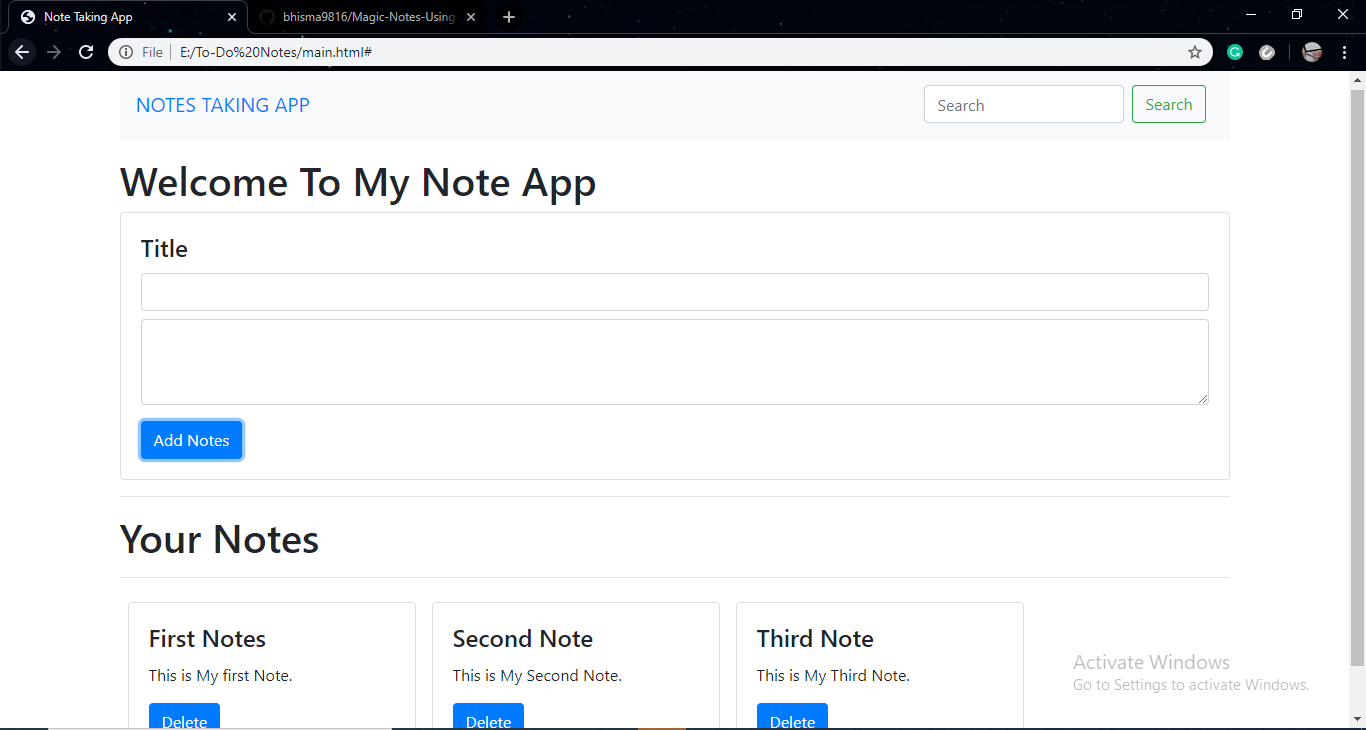 Note Taking App
bhisma9816/Magic-Notes-Using
File
E:/To-Do%20Notes/main.html#
NOTES TAKING APP
Search
Search
Welcome To My Note App
Title
Add Notes
Your Notes
First Notes
This is My first Note.
Delete
Second Note
This is My Second Note.
Delete
Third Note
This is My Third Note.
Delete
Activate Windows
Go to Settings to activate Windows.